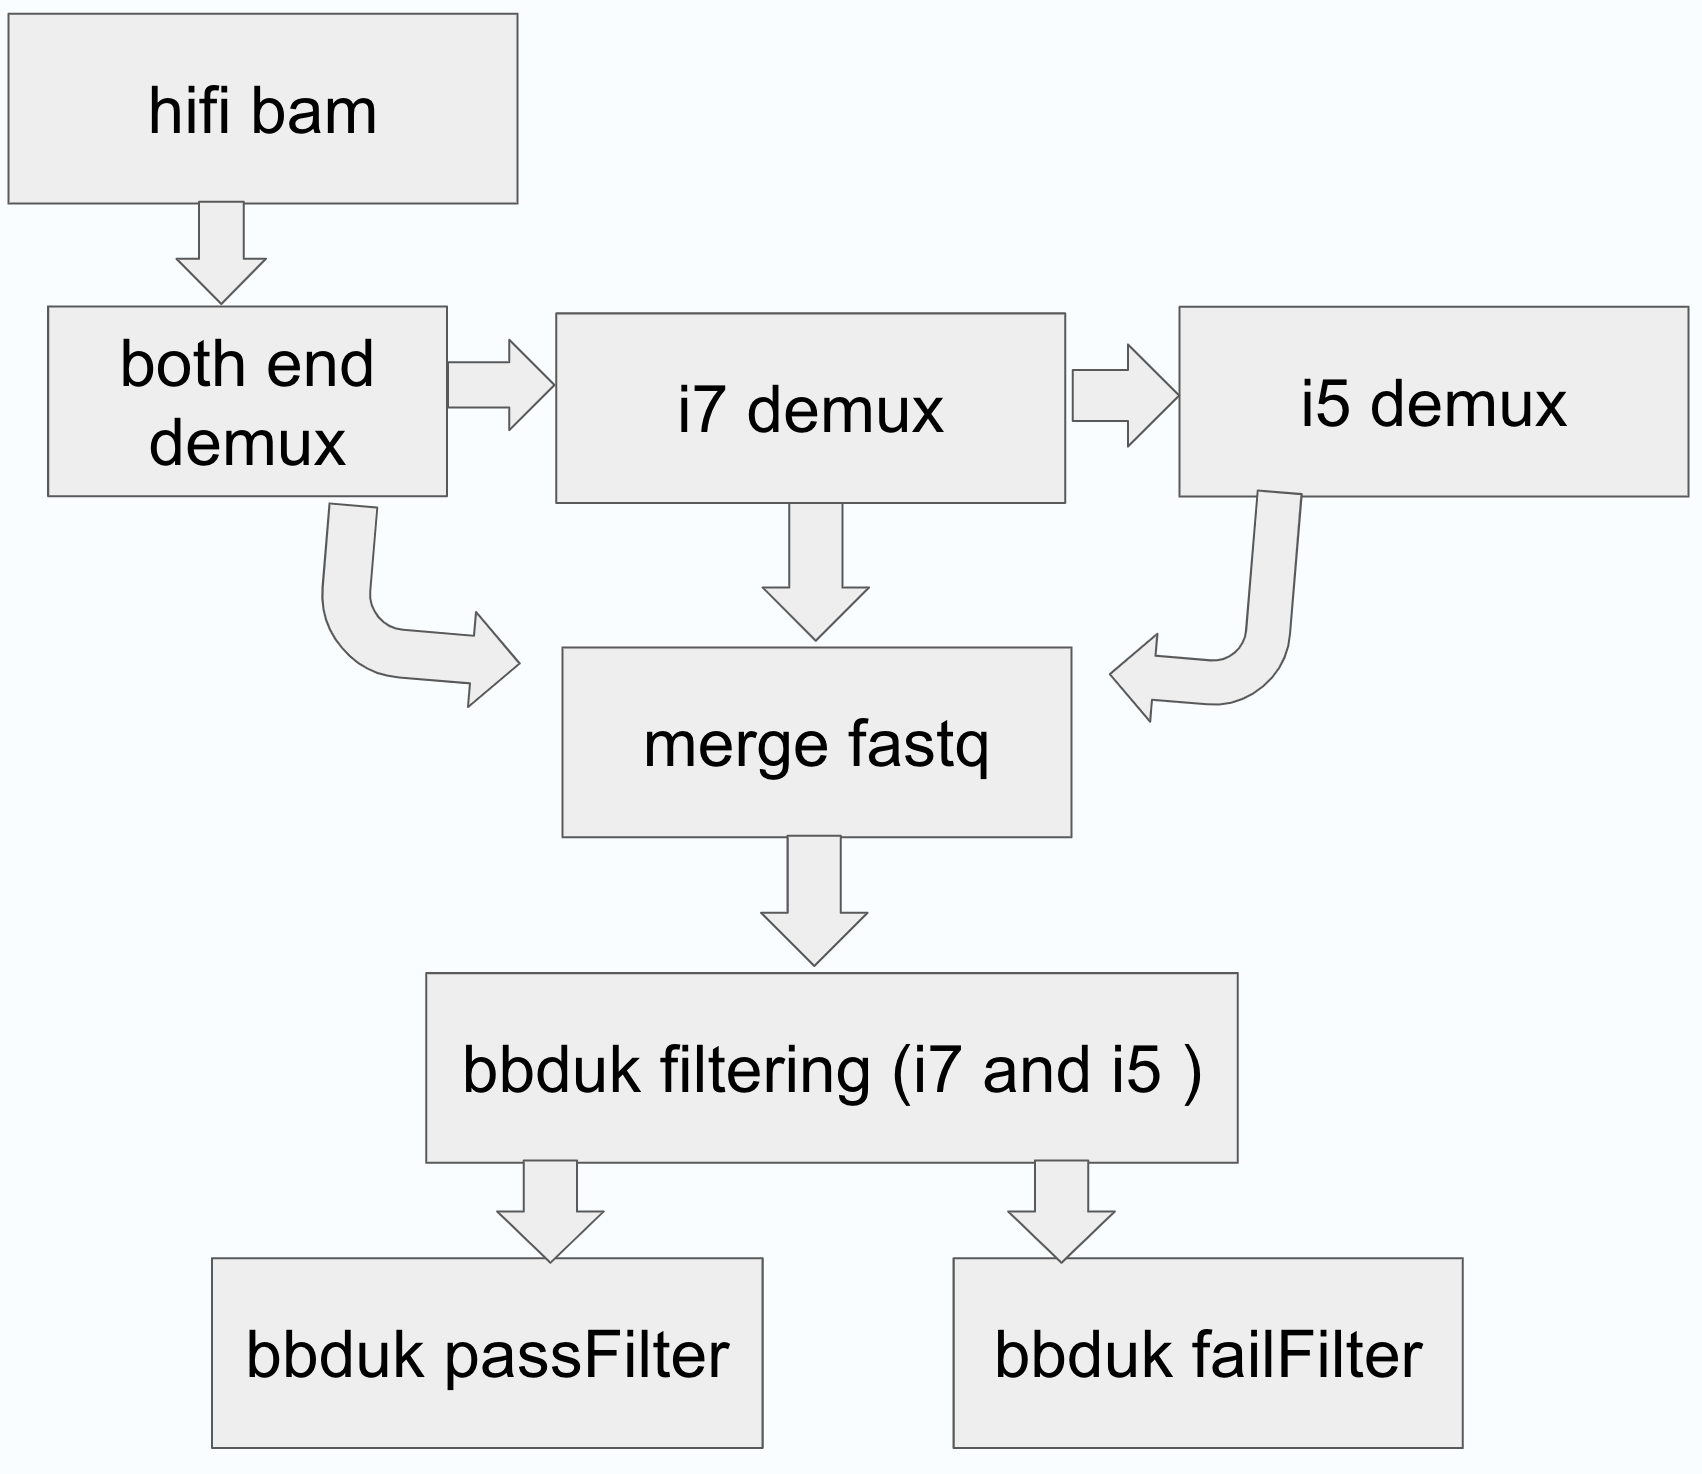 hifi bam
both end
demux
i7 demux
i5 demux
merge fastq
bbduk filtering (i7 and i5 )
bbduk passFilter
bbduk failFilter